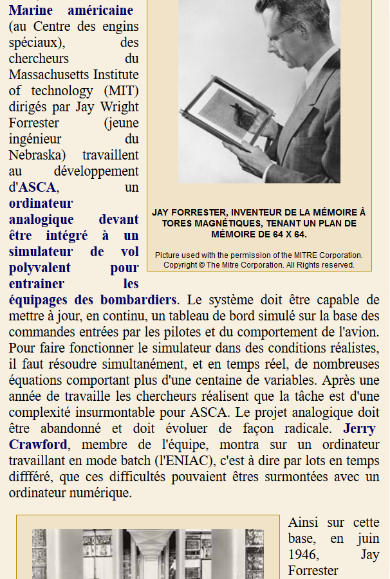 Marine américaine
(au Centre des engins
spéciaux), des
chercheurs du
Massachusetts Institute
of technology (MIT)
dirigés par Jay Wright
Forrester (jeune
ingénieur du
Nebraska) travaillent
au développement
d'ASCA, un
ordinateur
analogique devant
être intégré à un
simulateur de vol
polyvalent pour
entrainer les
JAY FORRESTER, INVENTEUR DE LA MÉMOIRE À
TORES MAGNÉTIQUES, TENANT UN PLAN DE
MÉMOIRE DE 64 X 64.
Picture used with the permission of the MITRE Corporation.
Copyright © The Mitre Corporation. All Rights reserved.
équipages des bombardiers. Le système doit être capable de
mettre à jour, en continu, un tableau de bord simulé sur la base des
commandes entrées par les pilotes et du comportement de l'avion.
Pour faire fonctionner le simulateur dans des conditions réalistes,
il faut résoudre simultanément, et en temps réel, de nombreuses
équations comportant plus d'une centaine de variables. Après une
année de travaille les chercheurs réalisent que la tâche est d'une
complexité insurmontable pour ASCA. Le projet analogique doit
être abandonné et doit évoluer de façon radicale. Jerry
Crawford, membre de l'équipe, montra sur un ordinateur
travaillant en mode batch (l'ENIAC), c'est à dire par lots en temps
diffféré, que ces difficultés pouvaient êtres surmontées avec un
ordinateur numérique.
Ainsi sur cette
base, en juin
1946, Jay
Forrester